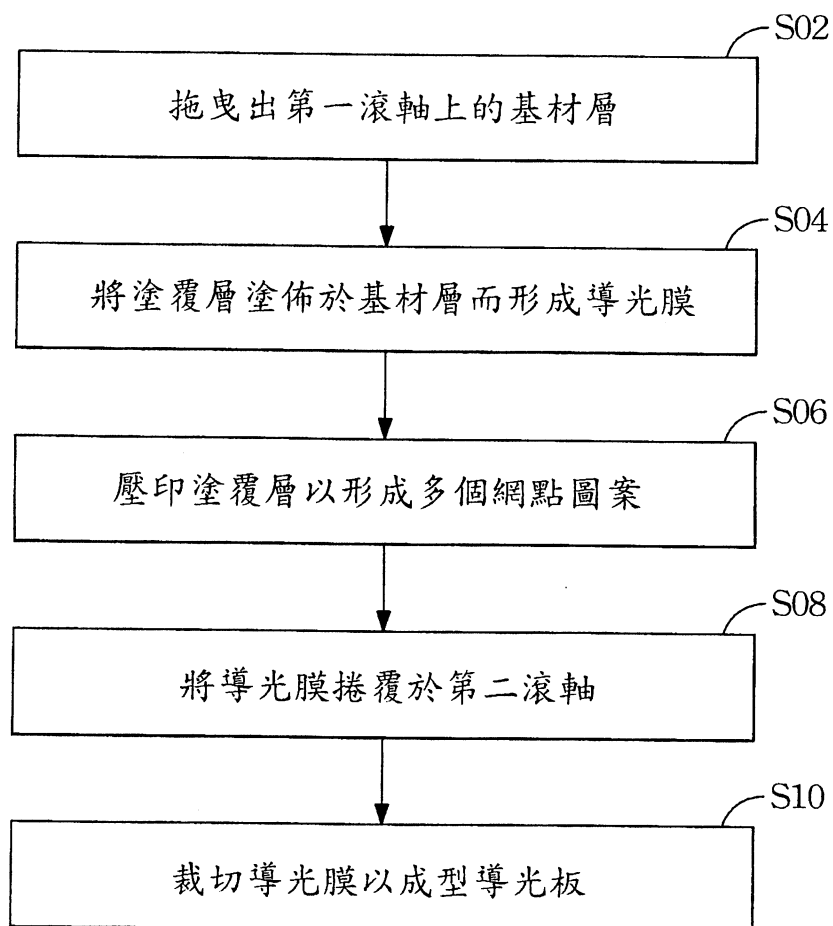 S02
拖曳出第一滾軸上的基材層
S04
將塗覆層塗佈於基材層而形成導光膜
S06
壓印塗覆層以形成多個網點圖案
S08
將導光膜捲覆於第二滾軸
S10
裁切導光膜以成型導光板